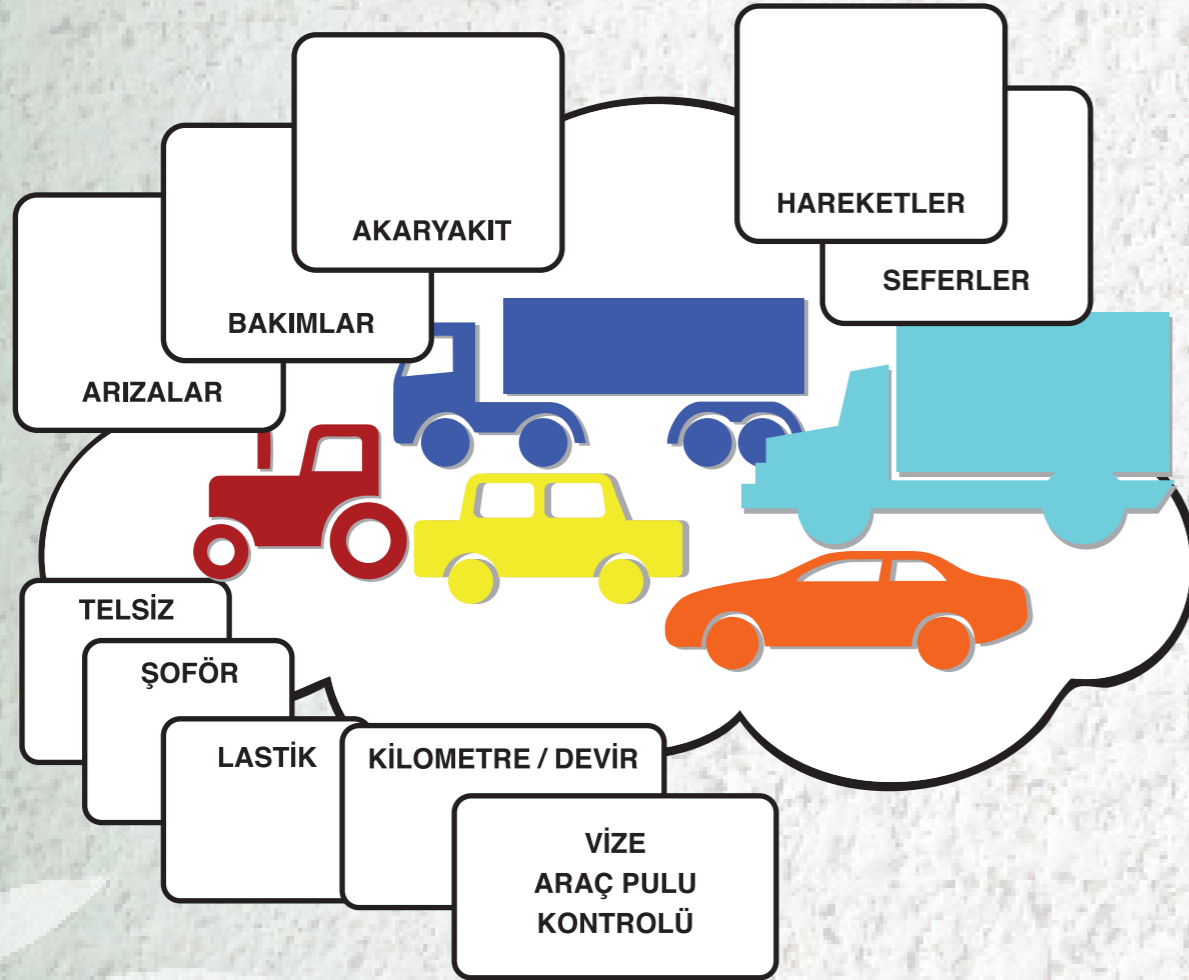 HAREKETLER
AKARYAKIT
SEFERLER
BAKIMLAR
ARIZALAR
TELSİZ
ŞOFÖR
LASTİK
KİLOMETRE / DEVİR
VİZE
ARAÇ PULU
KONTROLÜ